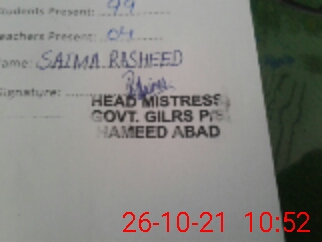 Students Present: 99
Teachers Present: 04
Name: SAIMA RASHEED
Signature:
HEAD MISTRESS
GOVT. GILRS P/S
HAMEED ABAD
26-10-21 10:52